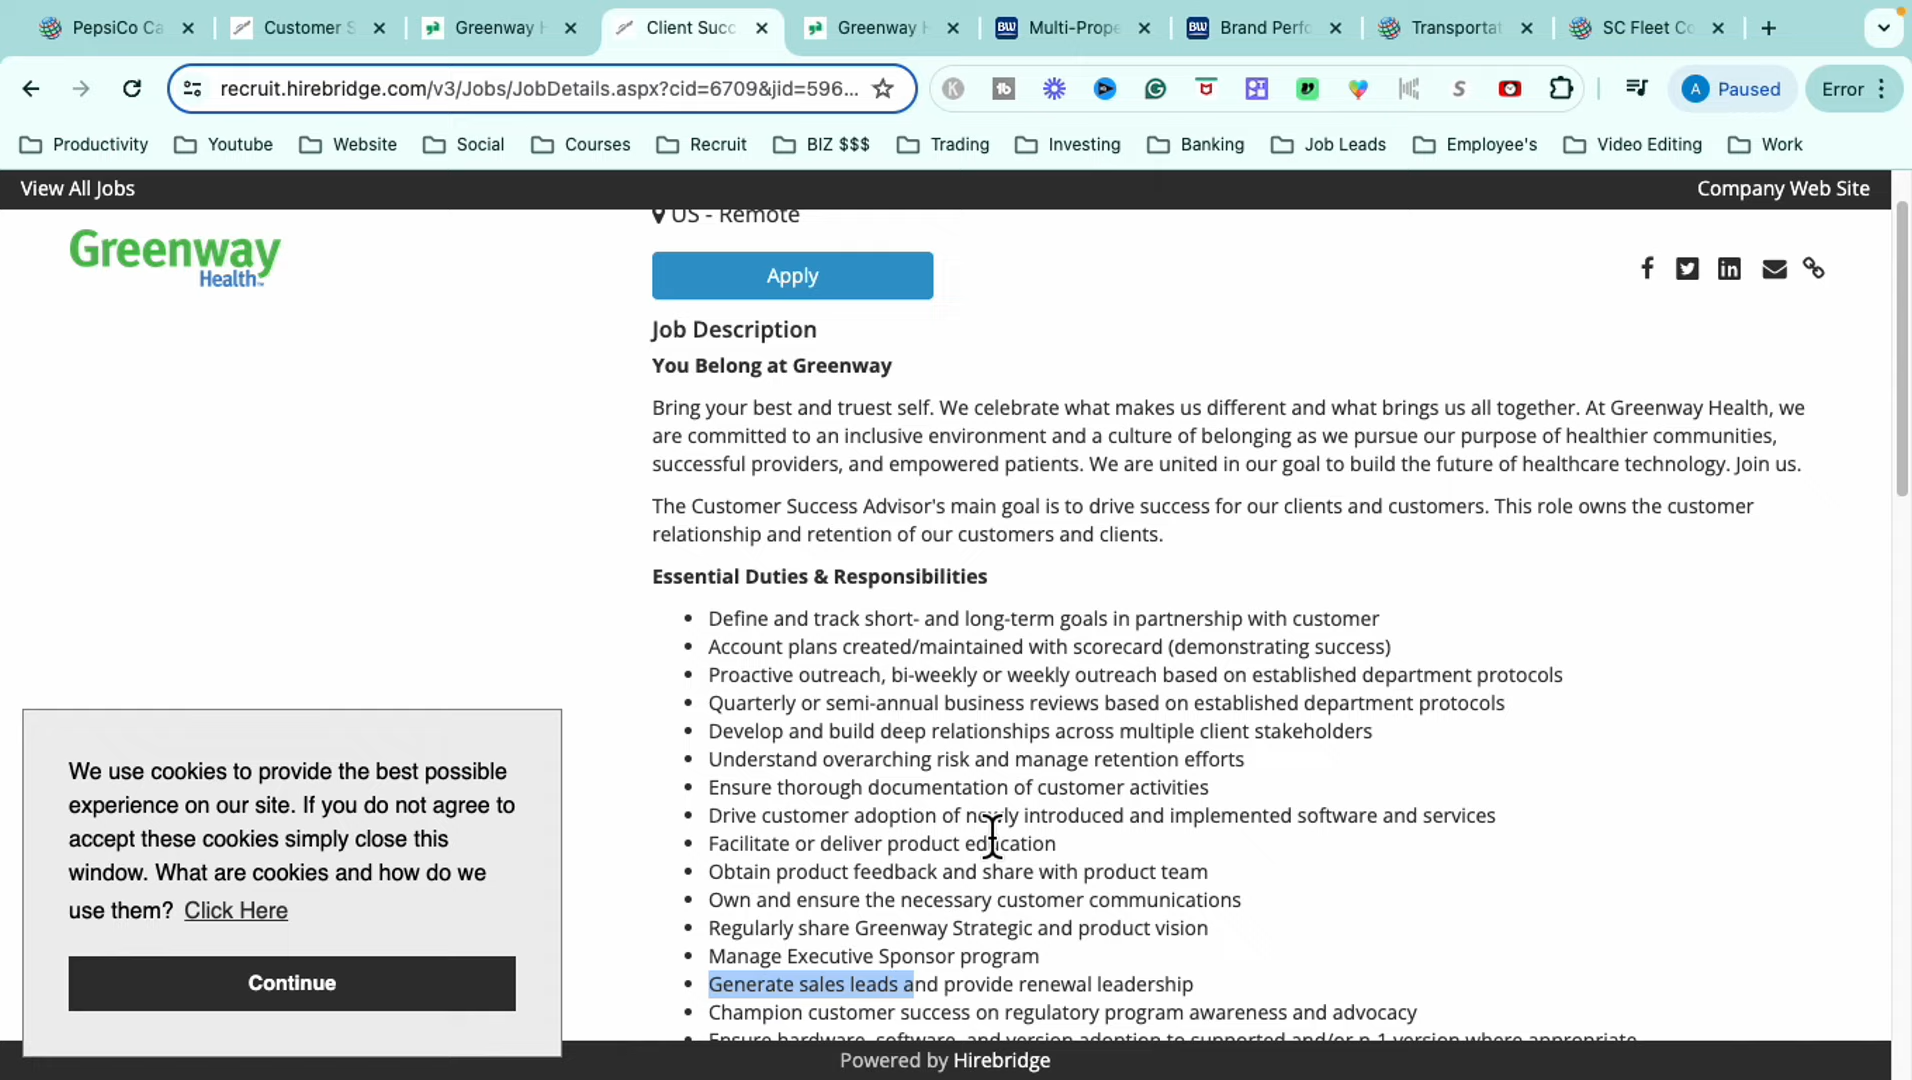 PepsiCo Ca
Customer S
Greenway H
Client Succ
Greenway H
Multi-Prope
Brand Perfo
Transportat
SC Fleet Co
recruit.hirebridge.com/v3/Jobs/JobDetails.aspx?cid=6709&jid=596...
A Paused
Error
Productivity
Youtube
Website
Social
Courses
Recruit
BIZ $$$
Trading
Investing
Banking
Job Leads
Employee's
Video Editing
Work
View All Jobs
Company Web Site
US - Remote
Greenway
Health
Apply
Job Description
You Belong at Greenway
Bring your best and truest self. We celebrate what makes us different and what brings us all together. At Greenway Health, we
are committed to an inclusive environment and a culture of belonging as we pursue our purpose of healthier communities,
successful providers, and empowered patients. We are united in our goal to build the future of healthcare technology. Join us.
The Customer Success Advisor's main goal is to drive success for our clients and customers. This role owns the customer
relationship and retention of our customers and clients.
Essential Duties & Responsibilities
• Define and track short- and long-term goals in partnership with customer
• Account plans created/maintained with scorecard (demonstrating success)
• Proactive outreach, bi-weekly or weekly outreach based on established department protocols
• Quarterly or semi-annual business reviews based on established department protocols
• Develop and build deep relationships across multiple client stakeholders
• Understand overarching risk and manage retention efforts
• Ensure thorough documentation of customer activities
• Drive customer adoption of newly introduced and implemented software and services
• Facilitate or deliver product education
• Obtain product feedback and share with product team
• Own and ensure the necessary customer communications
• Regularly share Greenway Strategic and product vision
• Manage Executive Sponsor program
• Generate sales leads and provide renewal leadership
• Champion customer success on regulatory program awareness and advocacy
• Ensure hardware, software, and version adoption to supported and/or n-1 version where appropriate
We use cookies to provide the best possible
experience on our site. If you do not agree to
accept these cookies simply close this
window. What are cookies and how do we
use them? Click Here
Continue
Powered by Hirebridge